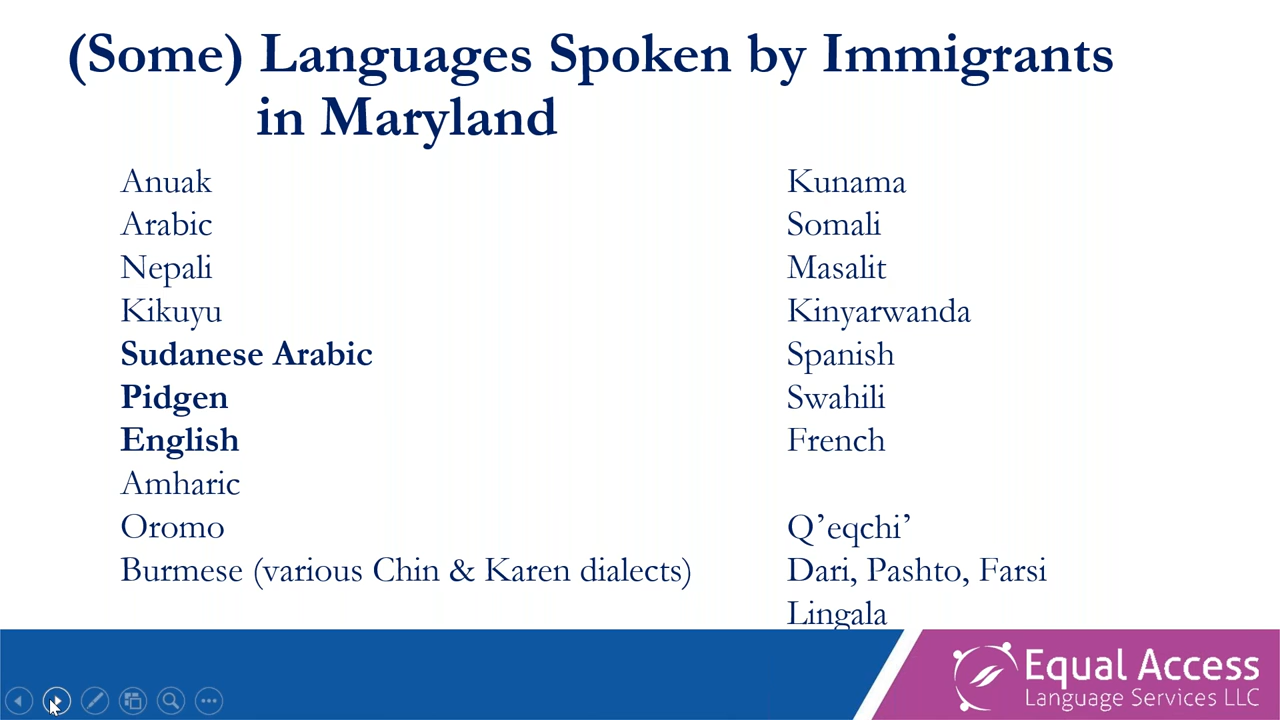 (Some) Languages Spoken by Immigrants
in Maryland
Anuak
Arabic
Nepali
Kikuyu
Sudanese Arabic
Pidgen
English
Amharic
Oromo
Burmese (various Chin & Karen dialects)
Kunama
Somali
Masalit
Kinyarwanda
Spanish
Swahili
French
Q’eqchi’
Dari, Pashto, Farsi
Lingala
Equal Access
Language Services LLC